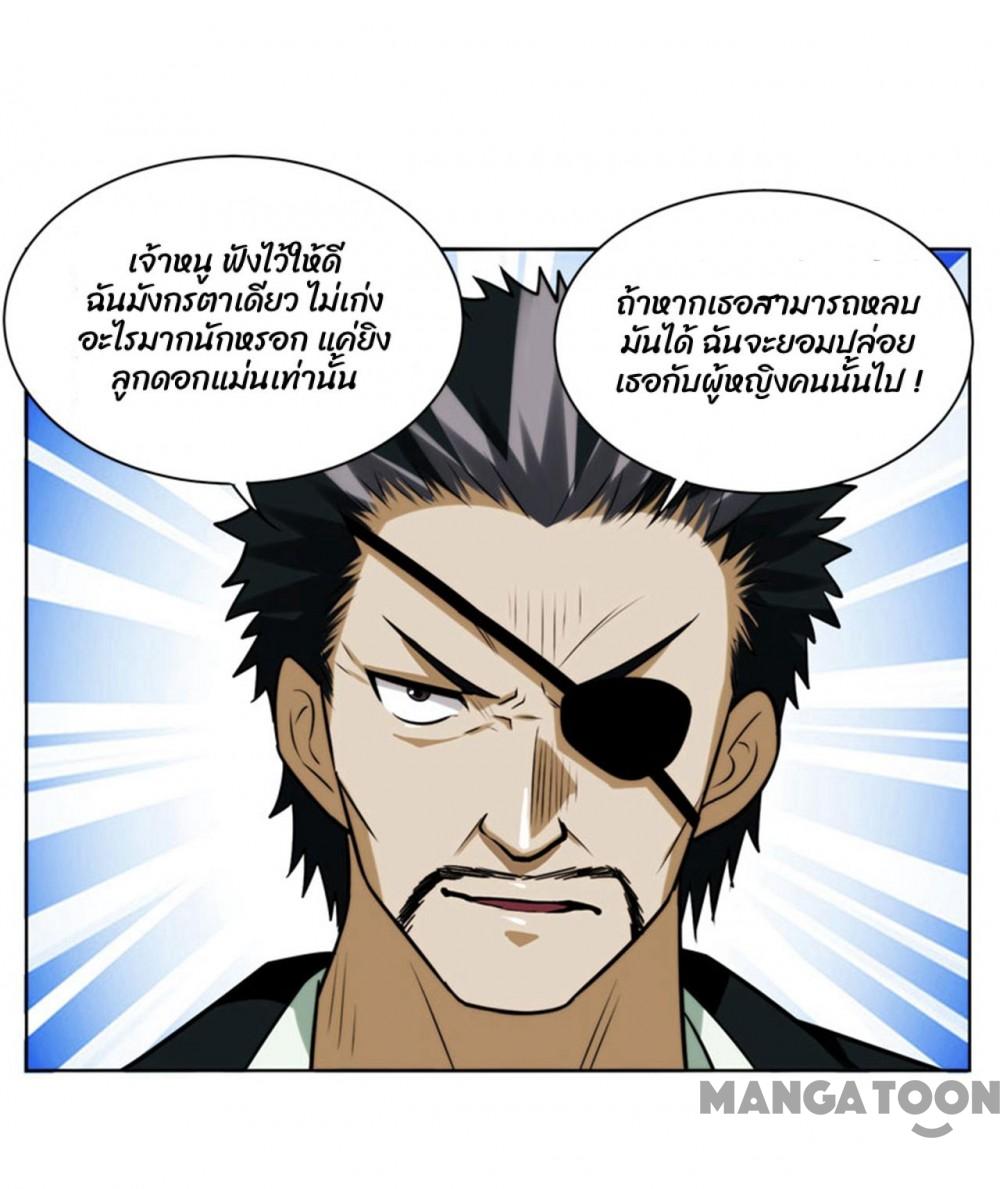 เจ้าหนู ฟังไว้ให้ดี
ฉันมังกรตาเดียว ไม่เก่ง
อะไรมากนักหรอก แค่ยิง
ลูกดอกแม่นเท่านั้น
ถ้าหากเธอสามารถหลบ
มันได้ ฉันจะยอมปล่อย
เธอกับผู้หญิงคนนั้นไป !
MANGATOON